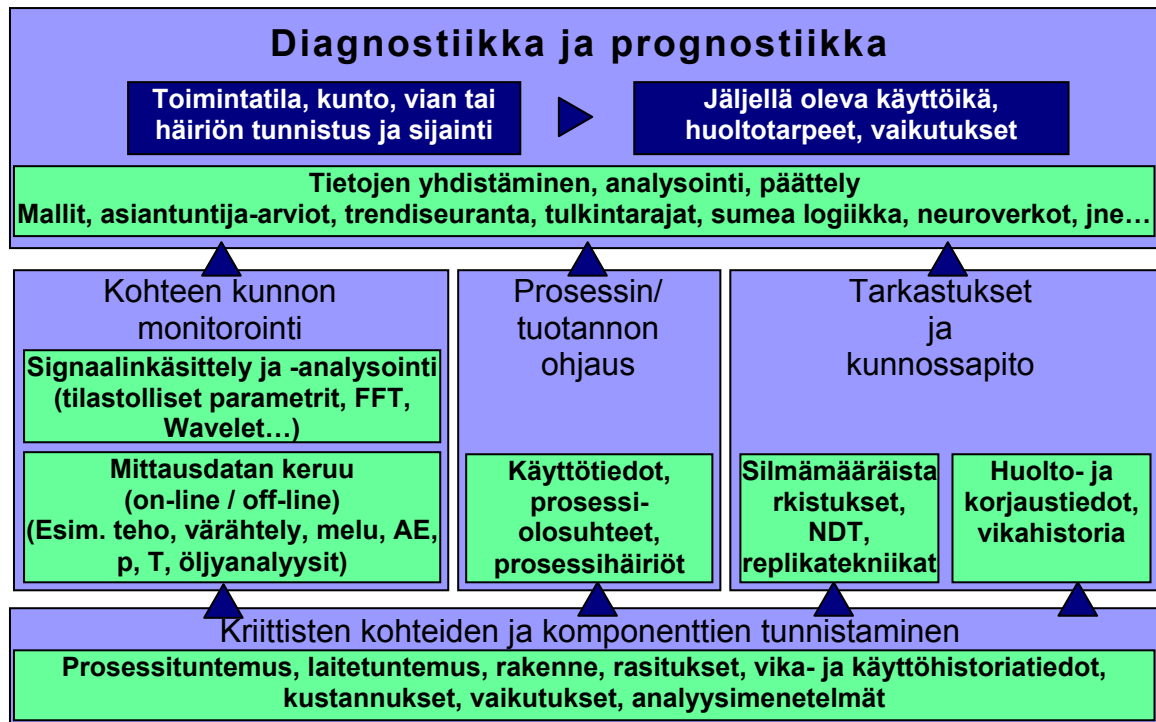 Diagnostiikka ja prognostiikka
Toimintatila, kunto, vian tai
häiriön tunnistus ja sijainti
Jäljellä oleva käyttöikä,
huoltotarpeet, vaikutukset
Tietojen yhdistäminen, analysointi, päättely
Mallit, asiantuntija-arviot, trendiseuranta, tulkintarajat, sumea logiikka, neuroverkot, jne…
Kohteen kunnon
monitorointi
Signaalinkäsittely ja -analysointi
(tilastolliset parametrit, FFT,
Wavelet…)
Mittausdatan keruu
(on-line / off-line)
(Esim. teho, värähtely, melu, AE,
p, T, öljyanalyysit)
Prosessin/
tuotannon
ohjaus
Käyttötiedot,
prosessi-
olosuhteet,
prosessihäiriöt
Tarkastukset
ja
kunnossapito
Silmämääräista
rkistukset,
NDT,
replikatekniikat
Huolto- ja
korjaustiedot,
vikahistoria
Kriittisten kohteiden ja komponenttien tunnistaminen
Prosessituntemus, laitetuntemus, rakenne, rasitukset, vika- ja käyttöhistoriatiedot,
kustannukset, vaikutukset, analyysimenetelmät